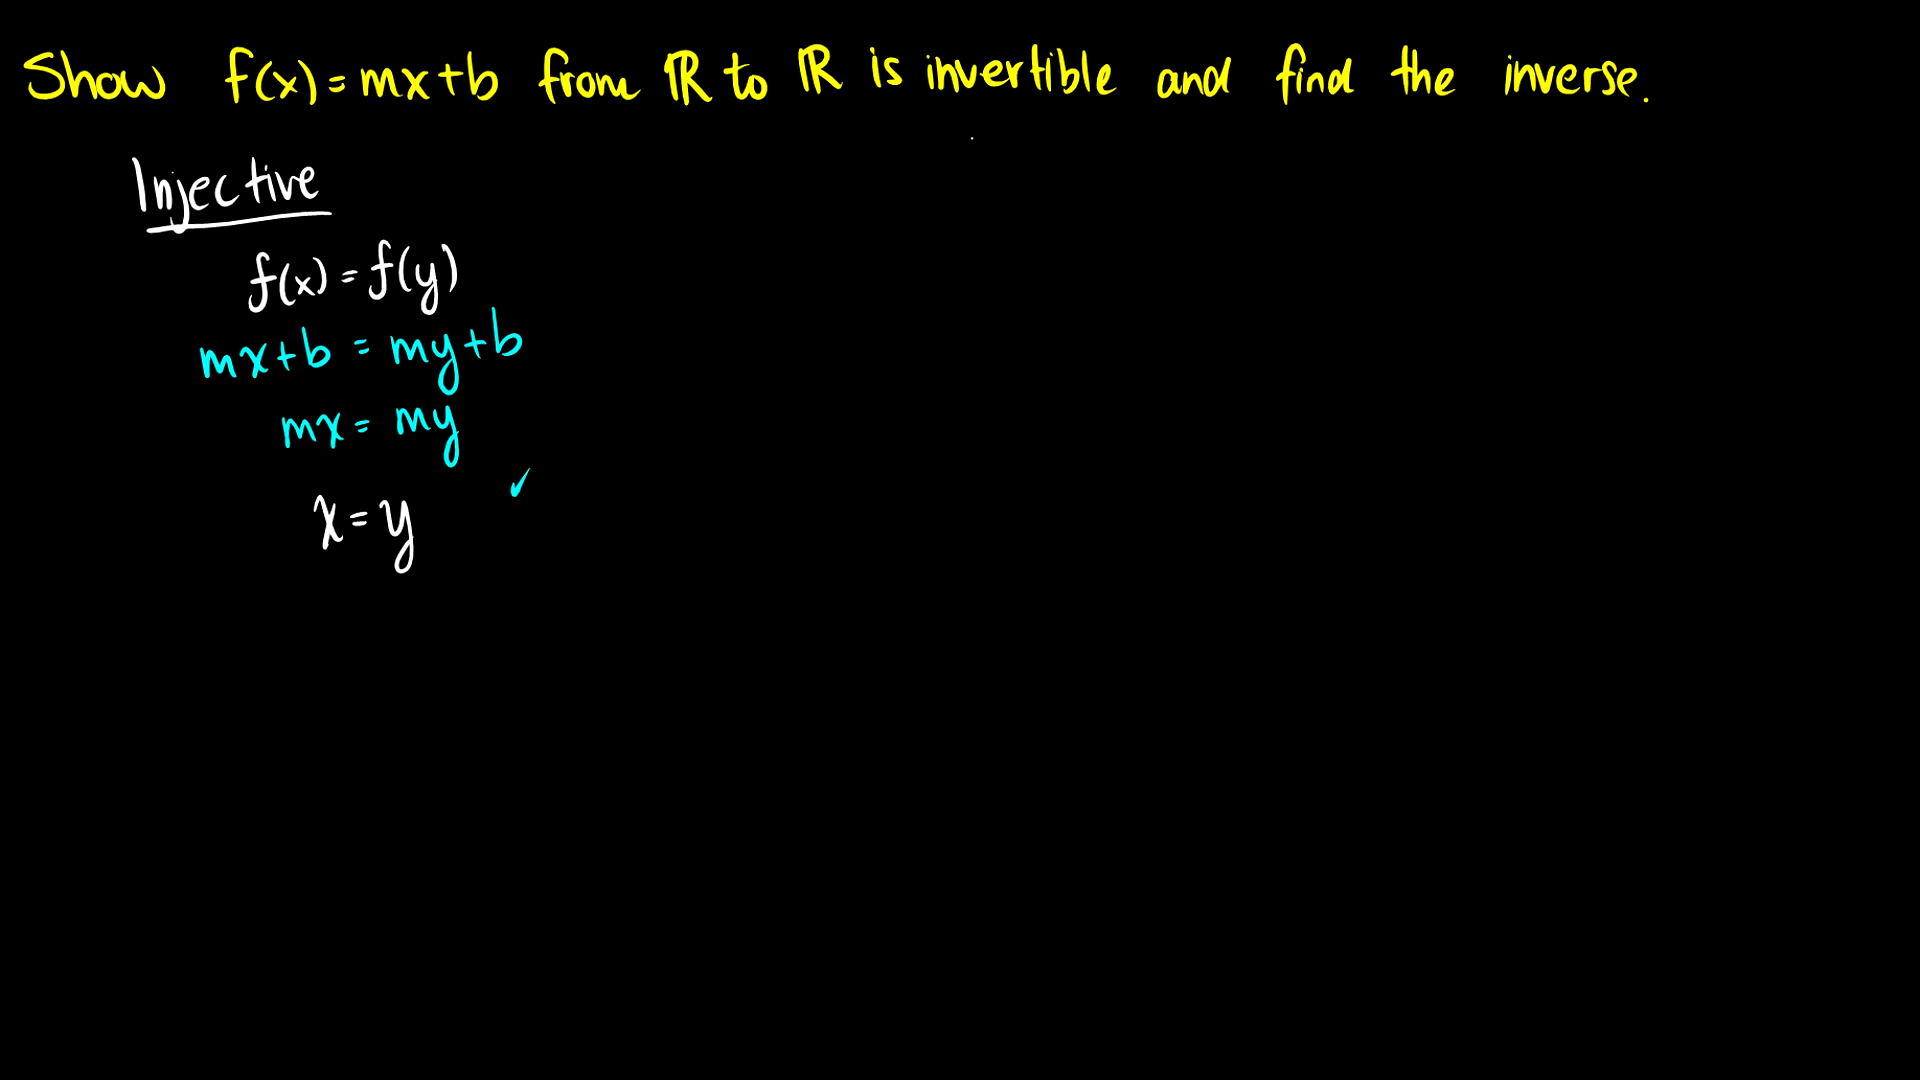 Show f(x)=mx+b from ℝ to ℝ is invertible and find the inverse.
Injective
f(x)=f(y)
mx+b = my+b
mx = my
x=y ✓